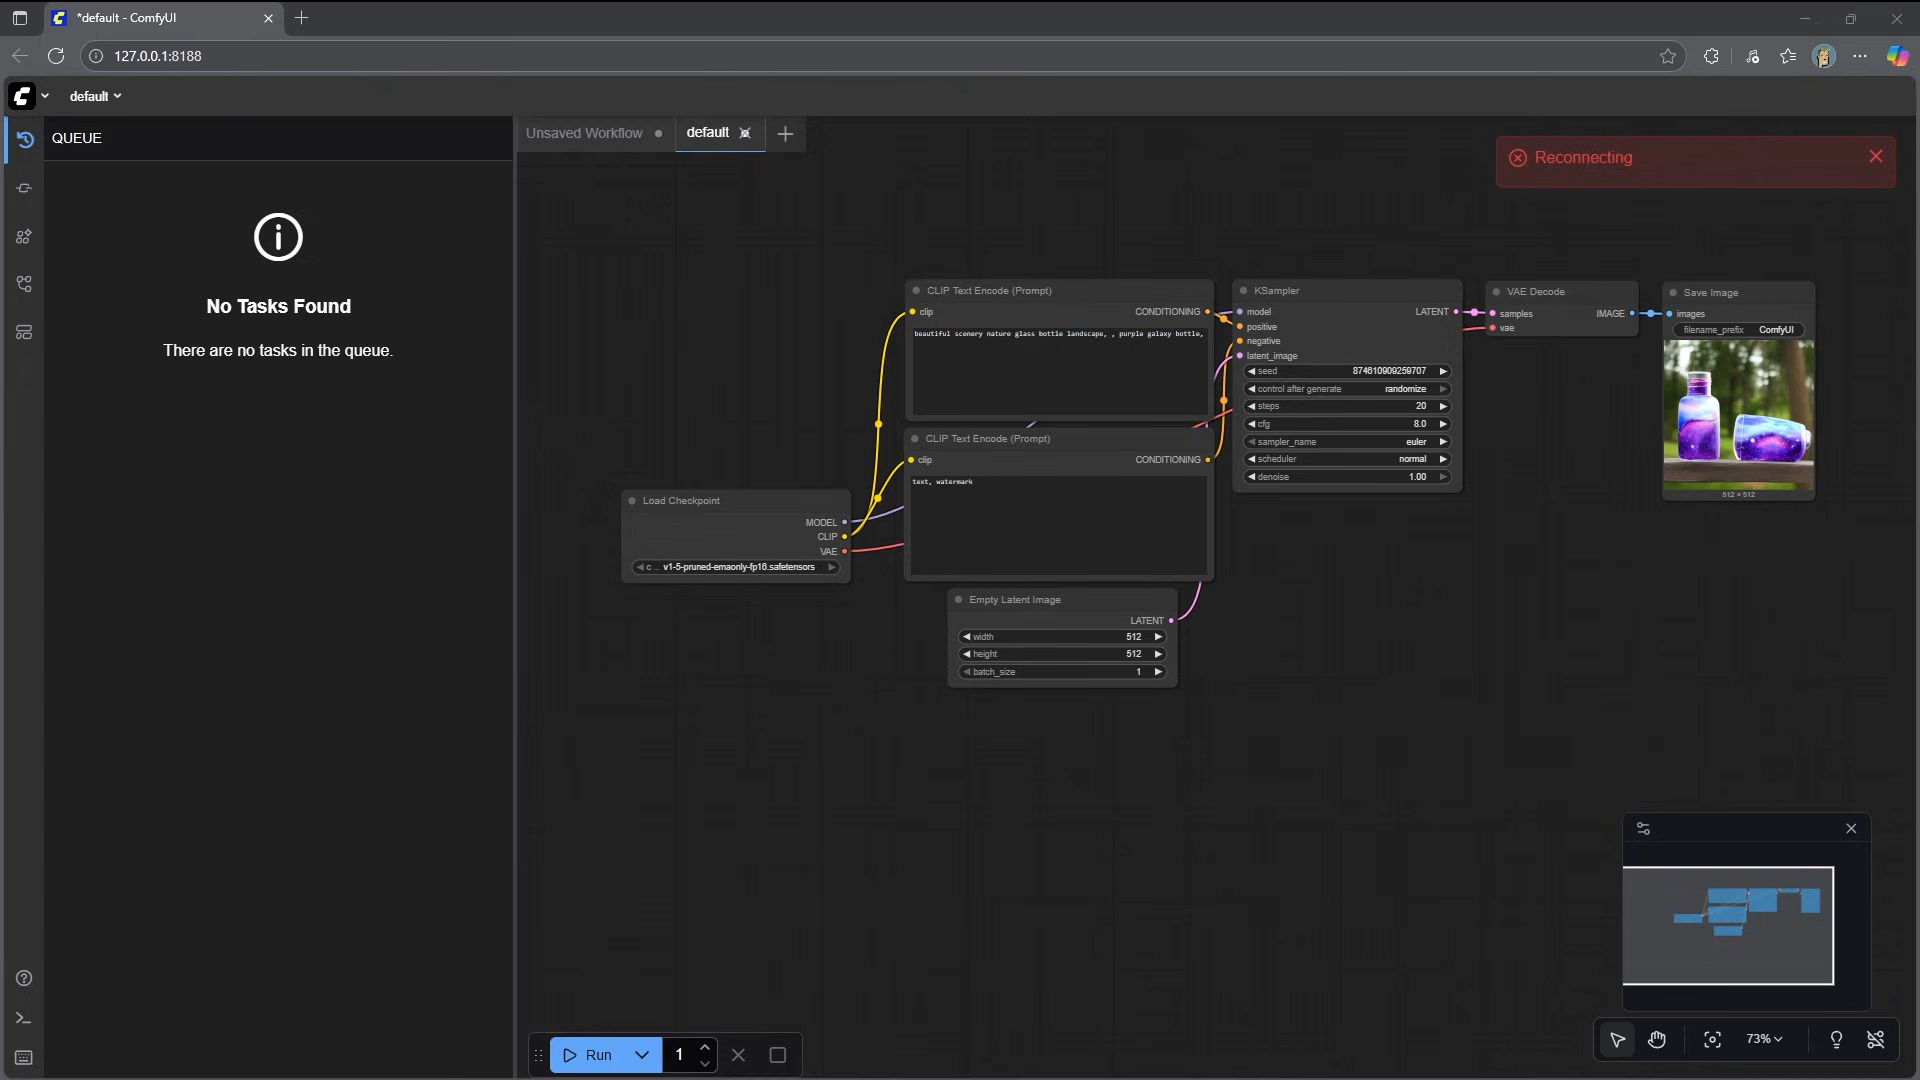 *default - ComfyUI
127.0.0.1:8188
default
QUEUE
Unsaved Workflow
default
Reconnecting
No Tasks Found
There are no tasks in the queue.
CLIP Text Encode (Prompt)
clip
CONDITIONING
beautiful scenery nature glass bottle landscape, , purple galaxy bottle,
CLIP Text Encode (Prompt)
clip
CONDITIONING
text, watermark
KSampler
model
LATENT
positive
negative
latent_image
seed
874610909259707
control after generate
randomize
steps
20
cfg
8.0
sampler_name
euler
scheduler
normal
denoise
1.00
VAE Decode
samples
IMAGE
vae
Save Image
images
filename_prefix
ComfyUI
512 × 512
Load Checkpoint
MODEL
CLIP
VAE
c ... v1-5-pruned-emaonly-fp16.safetensors
Empty Latent Image
LATENT
width
512
height
512
batch_size
1
Run
1
73%